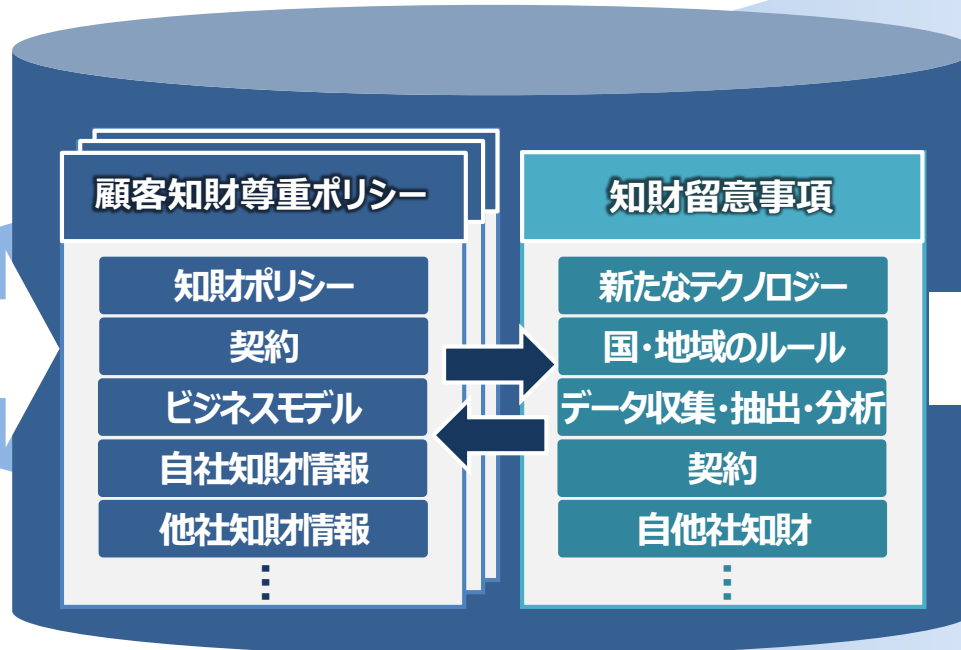 顧客知財尊重ポリシー
知財ポリシー
契約
ビジネスモデル
自社知財情報
他社知財情報
⋮
知財留意事項
新たなテクノロジー
国・地域のルール
データ収集・抽出・分析
契約
自他社知財
⋮